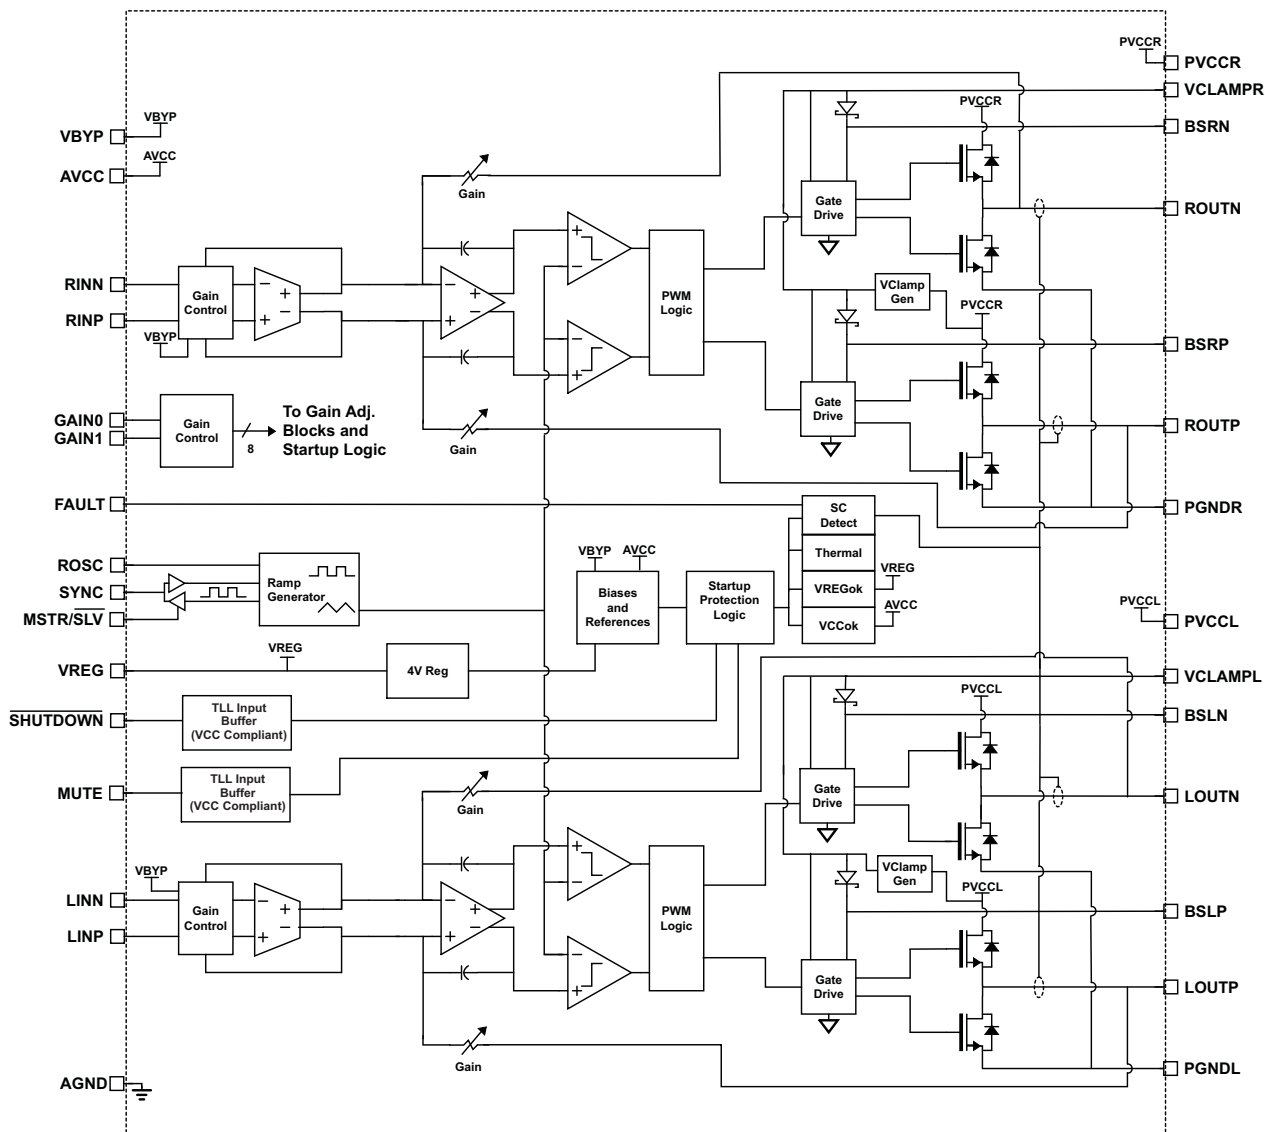 PVCCR
PVCCR
VCLAMPR
PVCCR
VBYP
VBYP
BSRN
AVCC
AVCC
Gain
Gate
Drive
ROUTN
+
−
RINN
Gain
Control
−
+
+
−
−
+
+
−
PWM
Logic
VClamp
Gen
PVCCR
RINP
VBYP
−
+
BSRP
GAIN0
GAIN1
Gain
Control
8
To Gain Adj.
Blocks and
Startup Logic
Gain
Gate
Drive
ROUTP
FAULT
SC
Detect
PGNDR
ROSC
SYNC
MSTR/SLV
Ramp
Generator
VBYP
AVCC
Biases
and
References
Startup
Protection
Logic
Thermal
VREGok
VREG
VCCok
AVCC
PVCCL
PVCCL
VREG
VREG
4V Reg
VCLAMPL
PVCCL
SHUTDOWN
TLL Input
Buffer
(VCC Compliant)
BSLN
MUTE
TLL Input
Buffer
(VCC Compliant)
Gain
Gate
Drive
LOUTN
+
−
VBYP
LINN
LINP
Gain
Control
−
+
+
−
−
+
+
−
PWM
Logic
VClamp
Gen
PVCCL
BSLP
−
+
Gate
Drive
LOUTP
Gain
PGNDL
AGND